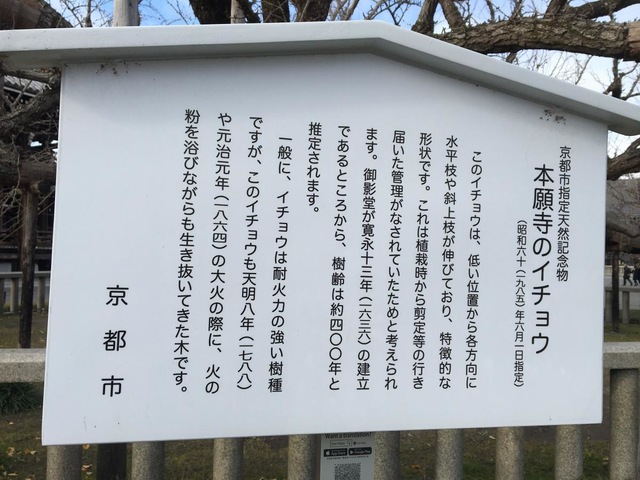 京都市指定天然記念物
本願寺のイチョウ
（昭和六十（一九八五）年六月一日指定）
このイチョウは、低い位置から各方向に
水平枝や斜上枝が伸びており、特徴的な
形状です。これは植栽時から剪定等の行き
届いた管理がなされていたためと考えられ
ます。御影堂が寛永十三年（一六三六）の建立
であるところから、樹齢は約四〇〇年と
推定されます。
一般に、イチョウは耐火力の強い樹種
ですが、このイチョウも天明八年（一七八八）
や元治元年（一八六四）の大火の際に、火の
粉を浴びながらも生き抜いてきた木です。
京都市
Want a translation?
App Store
Google Play